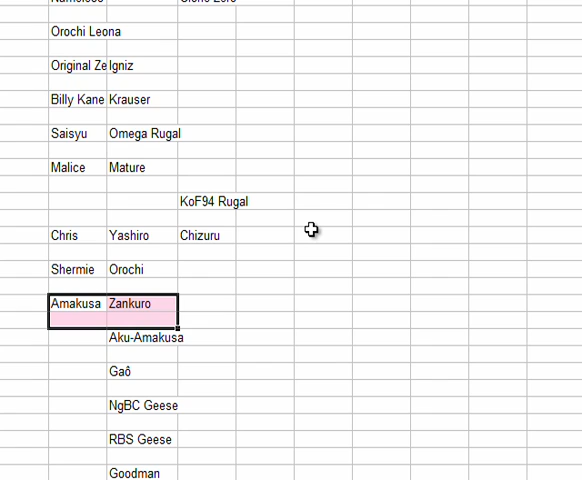 Orochi Leona
Original Ze Igniz
Billy Kane Krauser
Saisyu Omega Rugal
Malice Mature
KoF94 Rugal
Chris Yashiro Chizuru
Shermie Orochi
Amakusa Zankuro
Aku-Amakusa
Gaô
NgBC Geese
RBS Geese
Goodman